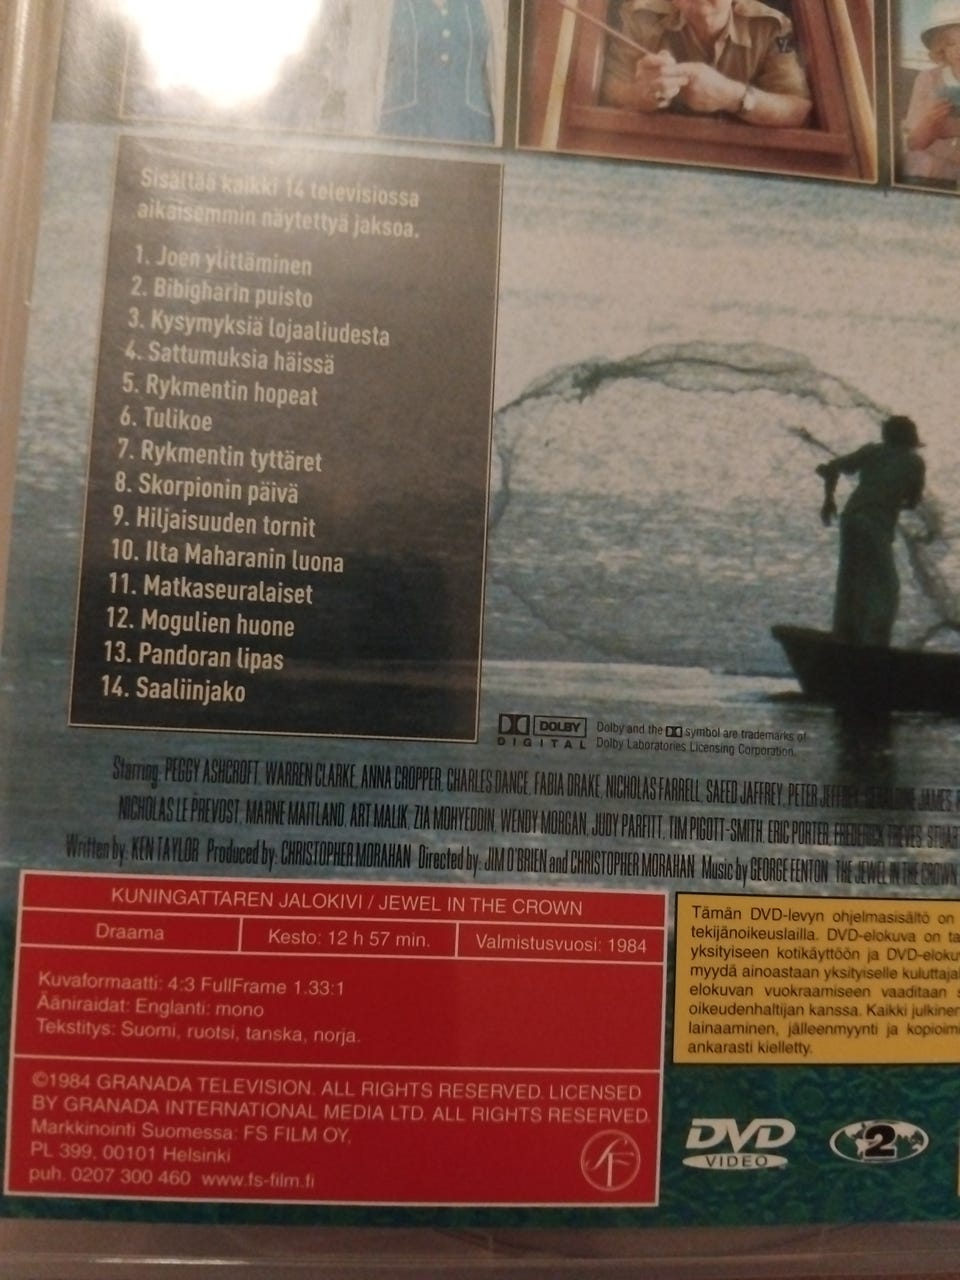 Sisältää kaikki 14 televisiossa
aikaisemmin näytettyä jaksoa.
1. Joen ylittäminen
2. Bibigharin puisto
3. Kysymyksiä lojaaliudesta
4. Sattumuksia häissä
5. Rykmentin hopeat
6. Tulikoe
7. Rykmentin tyttäret
8. Skorpionin päivä
9. Hiljaisuuden tornit
10. Ilta Maharanin luona
11. Matkaseuralaiset
12. Mogulien huone
13. Pandoran lipas
14. Saaliinjako
DOLBY
DIGITAL
Dolby and the symbol are trademarks of
Dolby Laboratories Licensing Corporation.
Starring: PEGGY ASHCROFT, WARREN CLARKE, ANNA CROPPER, CHARLES DANCE, FABIA DRAKE, NICHOLAS FARRELL, SAEED JAFFREY, PETER JEFFREY, GERALDINE JAMES,
NICHOLAS LE PREVOST, MARNE MAITLAND, ART MALIK, ZIA MOHYEDDIN, WENDY MORGAN, JUDY PARFITT, TIM PIGOTT-SMITH, ERIC PORTER, FREDERICK TREVES, STUART
Written by: KEN TAYLOR Produced by: CHRISTOPHER MORAHAN Directed by: JIM O'BRIEN and CHRISTOPHER MORAHAN Music by GEORGE FENTON THE JEWEL IN THE CROWN
KUNINGATTAREN JALOKIVI / JEWEL IN THE CROWN
Draama
Kesto: 12 h 57 min.
Valmistusvuosi: 1984
Kuvaformaatti: 4:3 FullFrame 1.33:1
Ääniraidat: Englanti: mono
Tekstitys: Suomi, ruotsi, tanska, norja.
©1984 GRANADA TELEVISION. ALL RIGHTS RESERVED. LICENSED
BY GRANADA INTERNATIONAL MEDIA LTD. ALL RIGHTS RESERVED.
Markkinointi Suomessa: FS FILM OY,
PL 399, 00101 Helsinki
puh. 0207 300 460 www.fs-film.fi
SF
Tämän DVD-levyn ohjelmasisältö on
tekijänoikeuslailla. DVD-elokuva on ta
yksityiseen kotikäyttöön ja DVD-eloku
myydä ainoastaan yksityiselle kuluttaja
elokuvan vuokraamiseen vaaditaan s
oikeudenhaltijan kanssa. Kaikki julkine
lainaaminen, jälleenmyynti ja kopioimi
ankarasti kielletty.
DVD
VIDEO
2